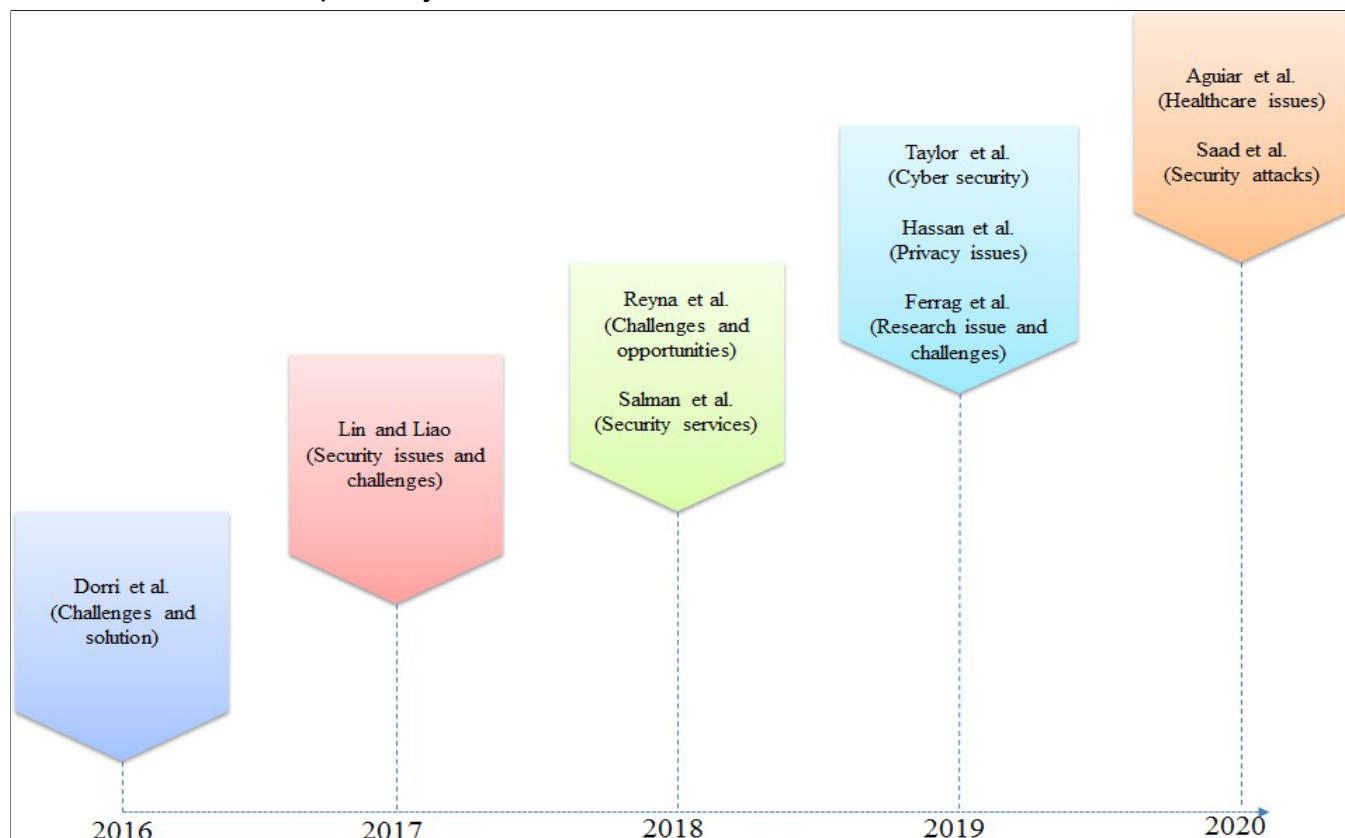 Dorri et al.
(Challenges and
solution)
Lin and Liao
(Security issues and
challenges)
Reyna et al.
(Challenges and
opportunities)
Salman et al.
(Security services)
Taylor et al.
(Cyber security)
Hassan et al.
(Privacy issues)
Ferrag et al.
(Research issue and
challenges)
Aguiar et al.
(Healthcare issues)
Saad et al.
(Security attacks)
2016
2017
2018
2019
2020